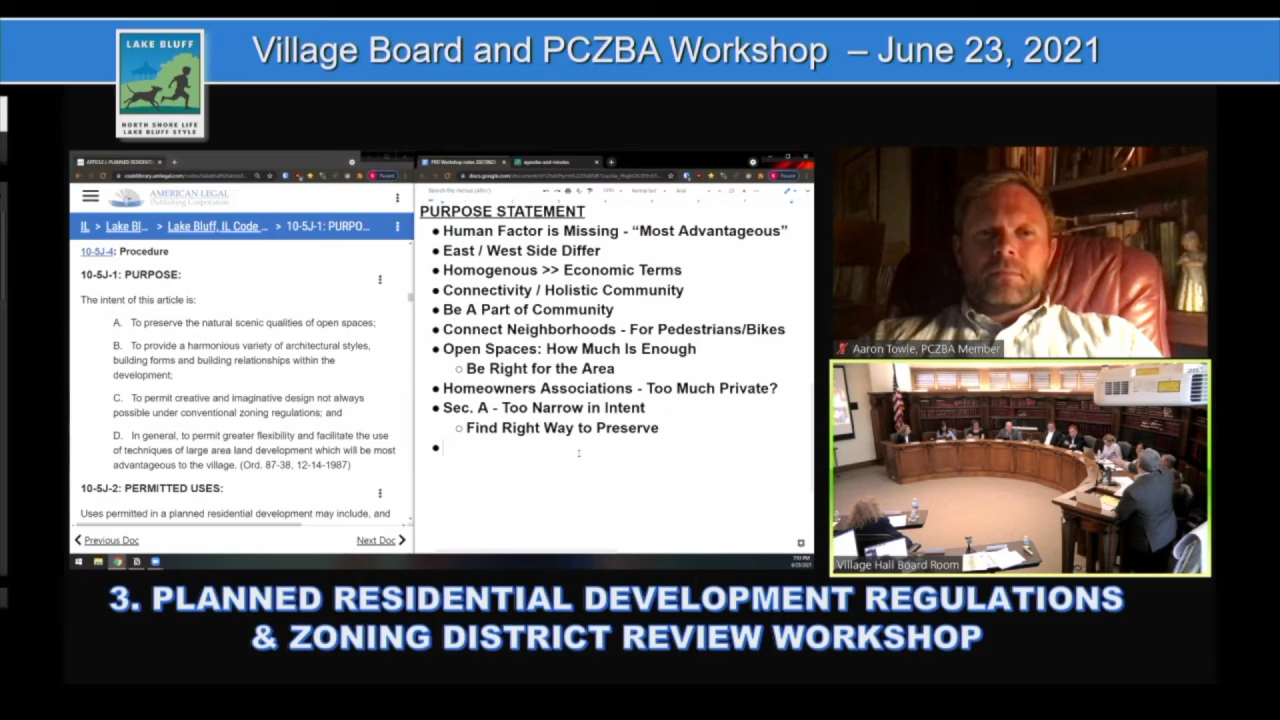 LAKE BLUFF
NORTH SHORE LIFE
LAKE BLUFF STYLE
Village Board and PCZBA Workshop – June 23, 2021
AMERICAN LEGAL
Publishing Corporation
IL > Lake Bl... > Lake Bluff, IL Code ... > 10-5J-1: PURPO...
10-5J-4: Procedure
10-5J-1: PURPOSE:
The intent of this article is:
A. To preserve the natural scenic qualities of open spaces;
B. To provide a harmonious variety of architectural styles,
building forms and building relationships within the
development;
C. To permit creative and imaginative design not always
possible under conventional zoning regulations; and
D. In general, to permit greater flexibility and facilitate the use
of techniques of large area land development which will be most
advantageous to the village. (Ord. 87-38, 12-14-1987)
10-5J-2: PERMITTED USES:
Uses permitted in a planned residential development may include, and
Previous Doc
Next Doc
agendas-and-minutes
PURPOSE STATEMENT
● Human Factor is Missing - “Most Advantageous”
● East / West Side Differ
● Homogenous >> Economic Terms
● Connectivity / Holistic Community
● Be A Part of Community
● Connect Neighborhoods - For Pedestrians/Bikes
● Open Spaces: How Much Is Enough
○ Be Right for the Area
● Homeowners Associations - Too Much Private?
● Sec. A - Too Narrow in Intent
○ Find Right Way to Preserve
●
7:51 PM
6/23/2021
Aaron Towle, PCZBA Member
Village Hall Board Room
3. PLANNED RESIDENTIAL DEVELOPMENT REGULATIONS
& ZONING DISTRICT REVIEW WORKSHOP